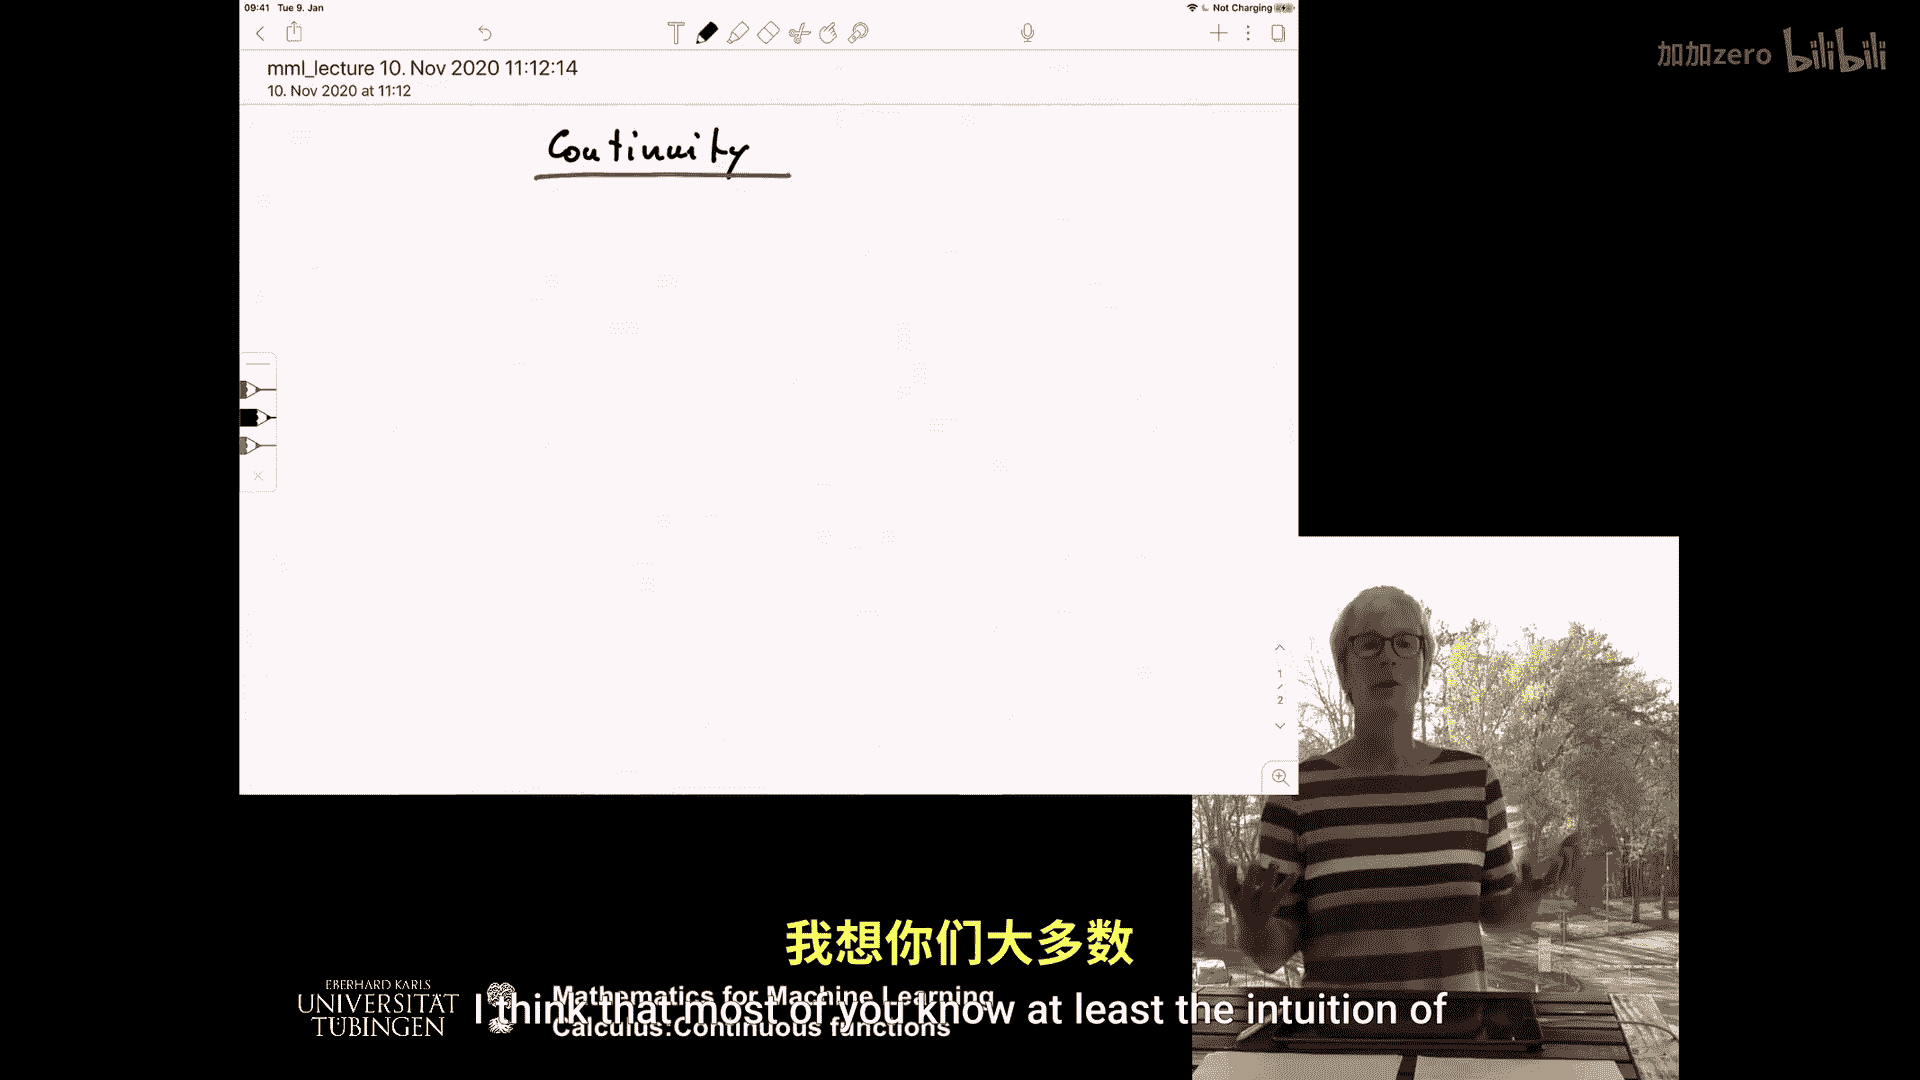 09:41 Tue 9. Jan
Not Charging
加加zero bilibili
mml_lecture 10. Nov 2020 11:12:14
10. Nov 2020 at 11:12
Continuity
1
2
我想你们大多数
I think that most of you know at least the intuition of
EBERHARD KARLS
UNIVERSITÄT
TÜBINGEN
Mathematics for Machine Learning
Calculus:Continuous functions